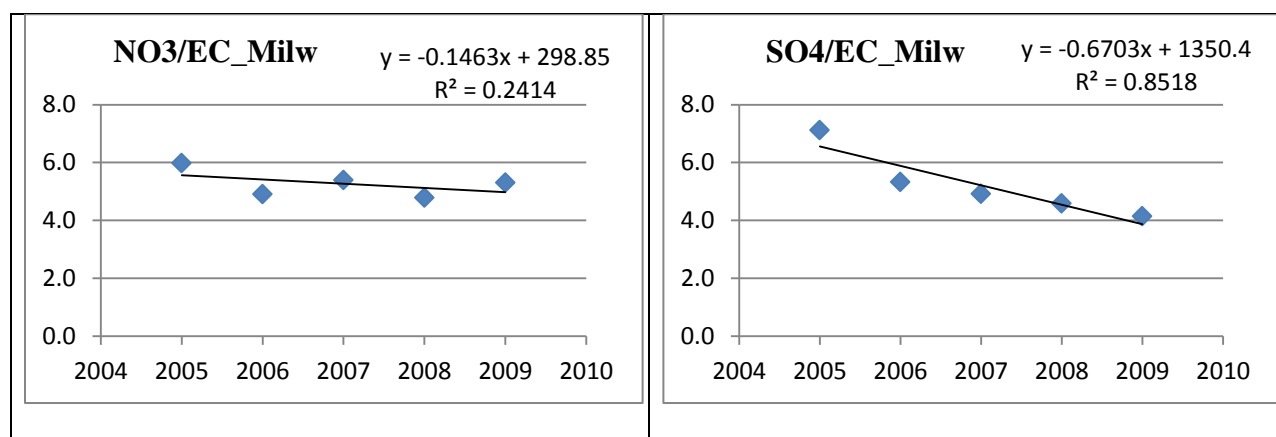 NO3/EC_Milw
y = -0.1463x + 298.85
R² = 0.2414
8.0
6.0
4.0
2.0
0.0
2004 2005 2006 2007 2008 2009 2010
SO4/EC_Milw
y = -0.6703x + 1350.4
R² = 0.8518
8.0
6.0
4.0
2.0
0.0
2004 2005 2006 2007 2008 2009 2010